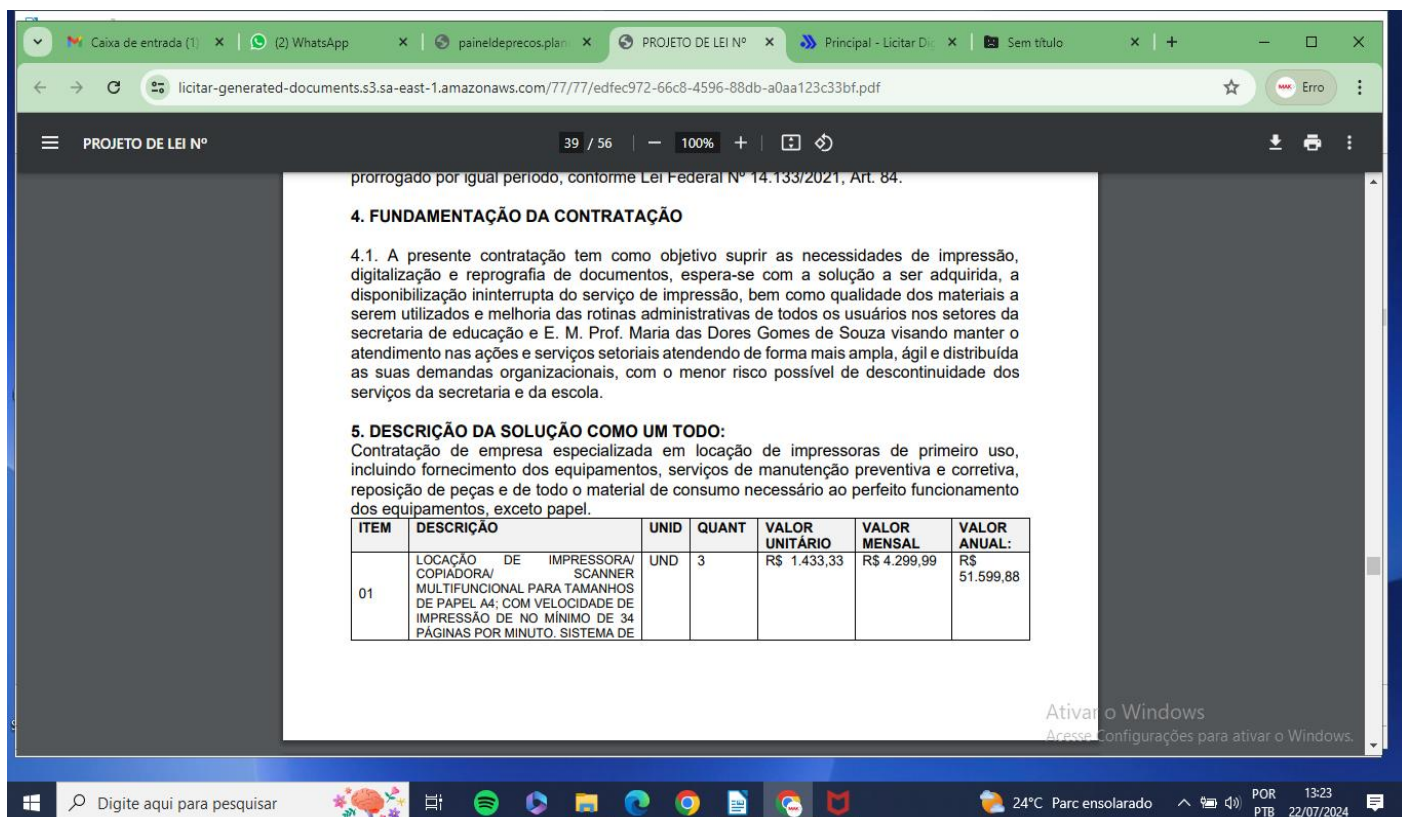 Caixa de entrada (1)
(2) WhatsApp
paineldeprecos.plan
PROJETO DE LEI Nº
Principal - Licitar Di
Sem título
licitar-generated-documents.s3.sa-east-1.amazonaws.com/77/77/edfec972-66c8-4596-88db-a0aa123c33bf.pdf
MAK Erro
PROJETO DE LEI Nº
39 / 56
100%
prorrogado por igual período, conforme Lei Federal Nº 14.133/2021, Art. 84.
4. FUNDAMENTAÇÃO DA CONTRATAÇÃO
4.1. A presente contratação tem como objetivo suprir as necessidades de impressão,
digitalização e reprografia de documentos, espera-se com a solução a ser adquirida, a
disponibilização ininterrupta do serviço de impressão, bem como qualidade dos materiais a
serem utilizados e melhoria das rotinas administrativas de todos os usuários nos setores da
secretaria de educação e E. M. Prof. Maria das Dores Gomes de Souza visando manter o
atendimento nas ações e serviços setoriais atendendo de forma mais ampla, ágil e distribuída
as suas demandas organizacionais, com o menor risco possível de descontinuidade dos
serviços da secretaria e da escola.
5. DESCRIÇÃO DA SOLUÇÃO COMO UM TODO:
Contratação de empresa especializada em locação de impressoras de primeiro uso,
incluindo fornecimento dos equipamentos, serviços de manutenção preventiva e corretiva,
reposição de peças e de todo o material de consumo necessário ao perfeito funcionamento
dos equipamentos, exceto papel.
ITEM DESCRIÇÃO UNID QUANT VALOR UNITÁRIO VALOR MENSAL VALOR ANUAL:
01
LOCAÇÃO DE IMPRESSORA/
COPIADORA/ SCANNER
MULTIFUNCIONAL PARA TAMANHOS
DE PAPEL A4; COM VELOCIDADE DE
IMPRESSÃO DE NO MÍNIMO DE 34
PÁGINAS POR MINUTO. SISTEMA DE
UND 3 R$ 1.433,33 R$ 4.299,99 R$ 51.599,88
Ativar o Windows
Acesse Configurações para ativar o Windows.
Digite aqui para pesquisar
24°C Parc ensolarado
POR
PTB
13:23
22/07/2024